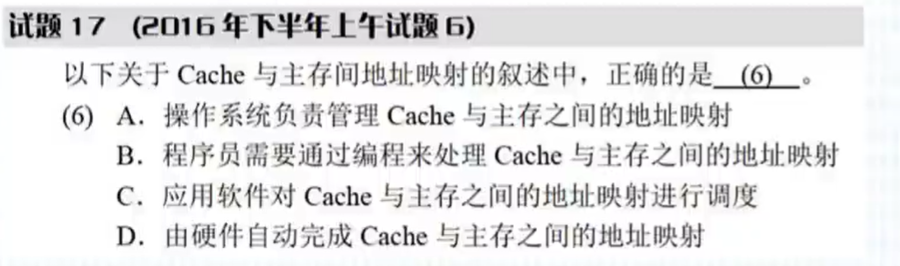 试题 17 (2016 年下半年上午试题 6)
以下关于 Cache 与主存间地址映射的叙述中，正确的是 (6) 。
(6) A．操作系统负责管理 Cache 与主存之间的地址映射
B．程序员需要通过编程来处理 Cache 与主存之间的地址映射
C．应用软件对 Cache 与主存之间的地址映射进行调度
D．由硬件自动完成 Cache 与主存之间的地址映射